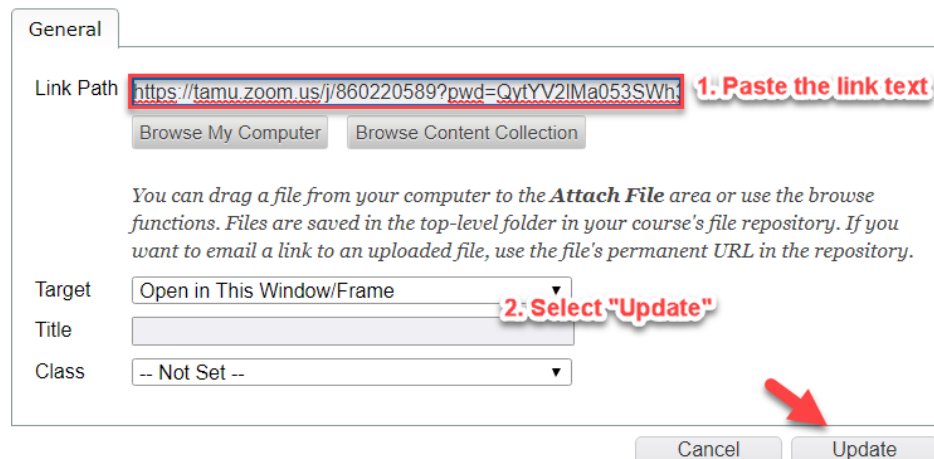 General
Link Path https://tamu.zoom.us/j/860220589?pwd=QytYV2lMa053SWh3 1. Paste the link text
Browse My Computer Browse Content Collection
You can drag a file from your computer to the Attach File area or use the browse
functions. Files are saved in the top-level folder in your course's file repository. If you
want to email a link to an uploaded file, use the file's permanent URL in the repository.
Target Open in This Window/Frame
2. Select "Update"
Title
Class -- Not Set --
Cancel Update